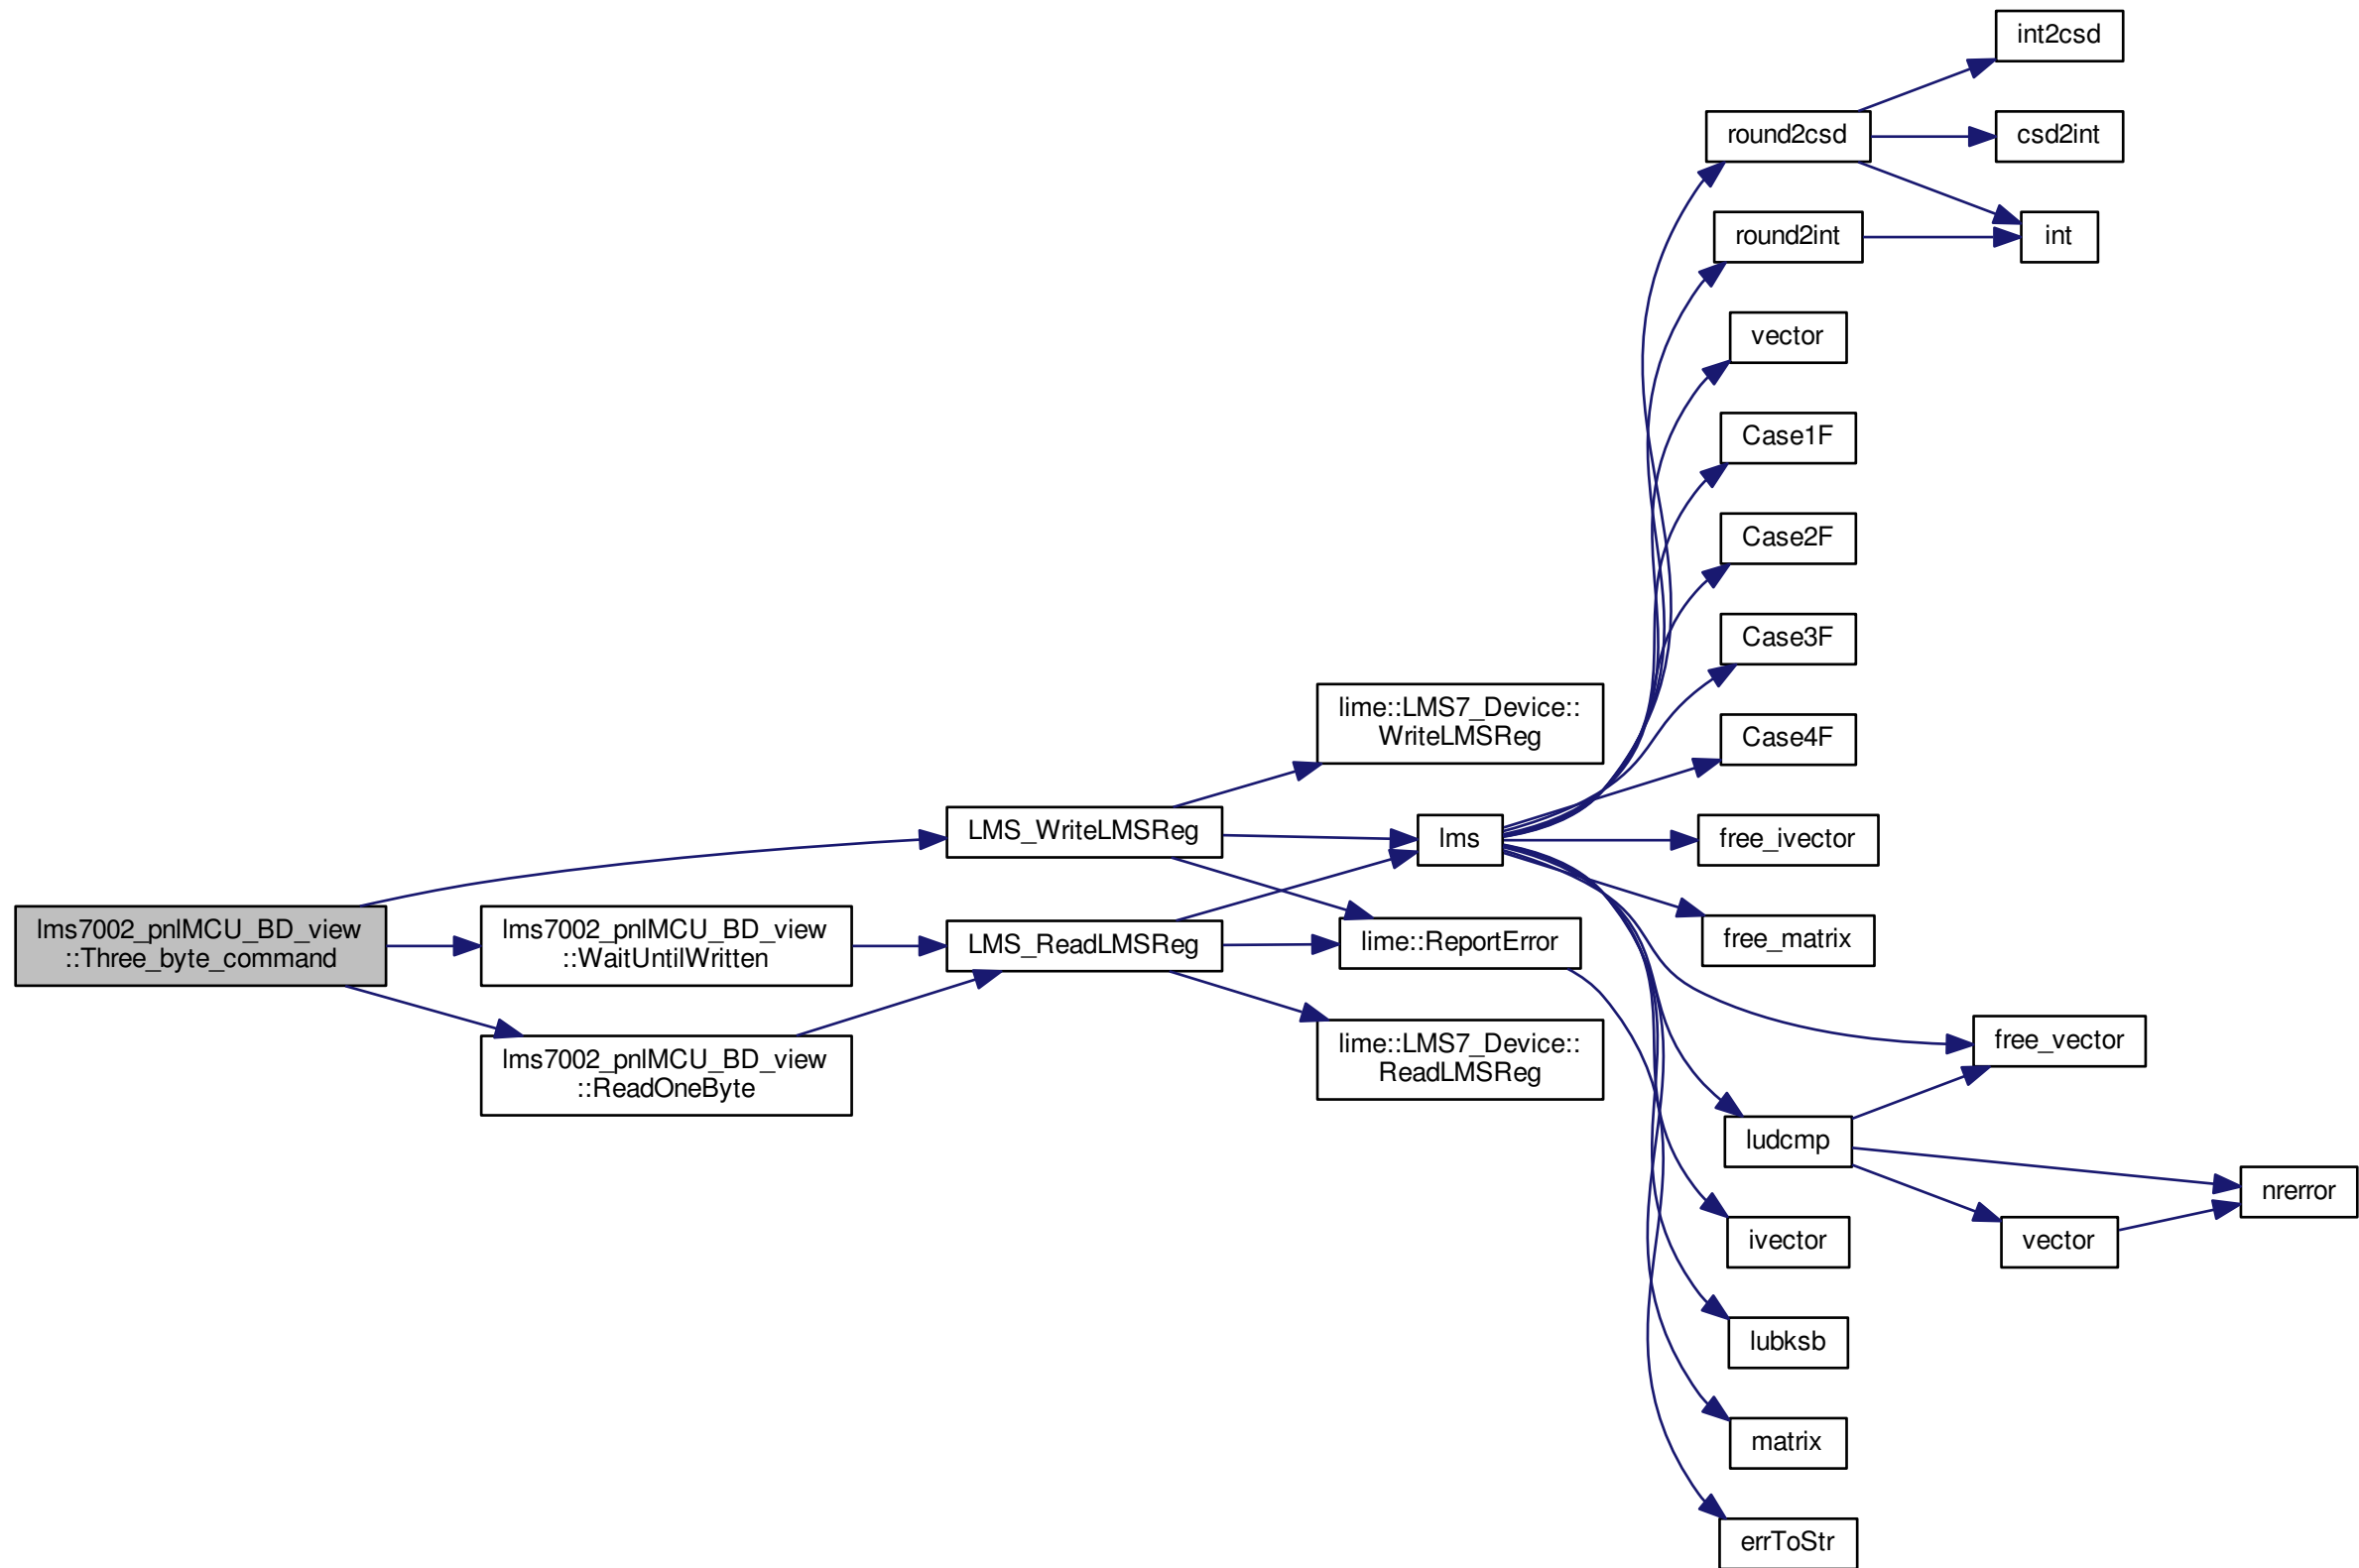 int2csd
round2csd
csd2int
round2int
int
vector
Case1F
Case2F
Case3F
lime::LMS7_Device::
WriteLMSReg
Case4F
LMS_WriteLMSReg
lms
free_ivector
lms7002_pnlMCU_BD_view
::Three_byte_command
lms7002_pnlMCU_BD_view
::WaitUntilWritten
LMS_ReadLMSReg
lime::ReportError
free_matrix
lms7002_pnlMCU_BD_view
::ReadOneByte
lime::LMS7_Device::
ReadLMSReg
free_vector
ludcmp
nrerror
ivector
vector
lubksb
matrix
errToStr